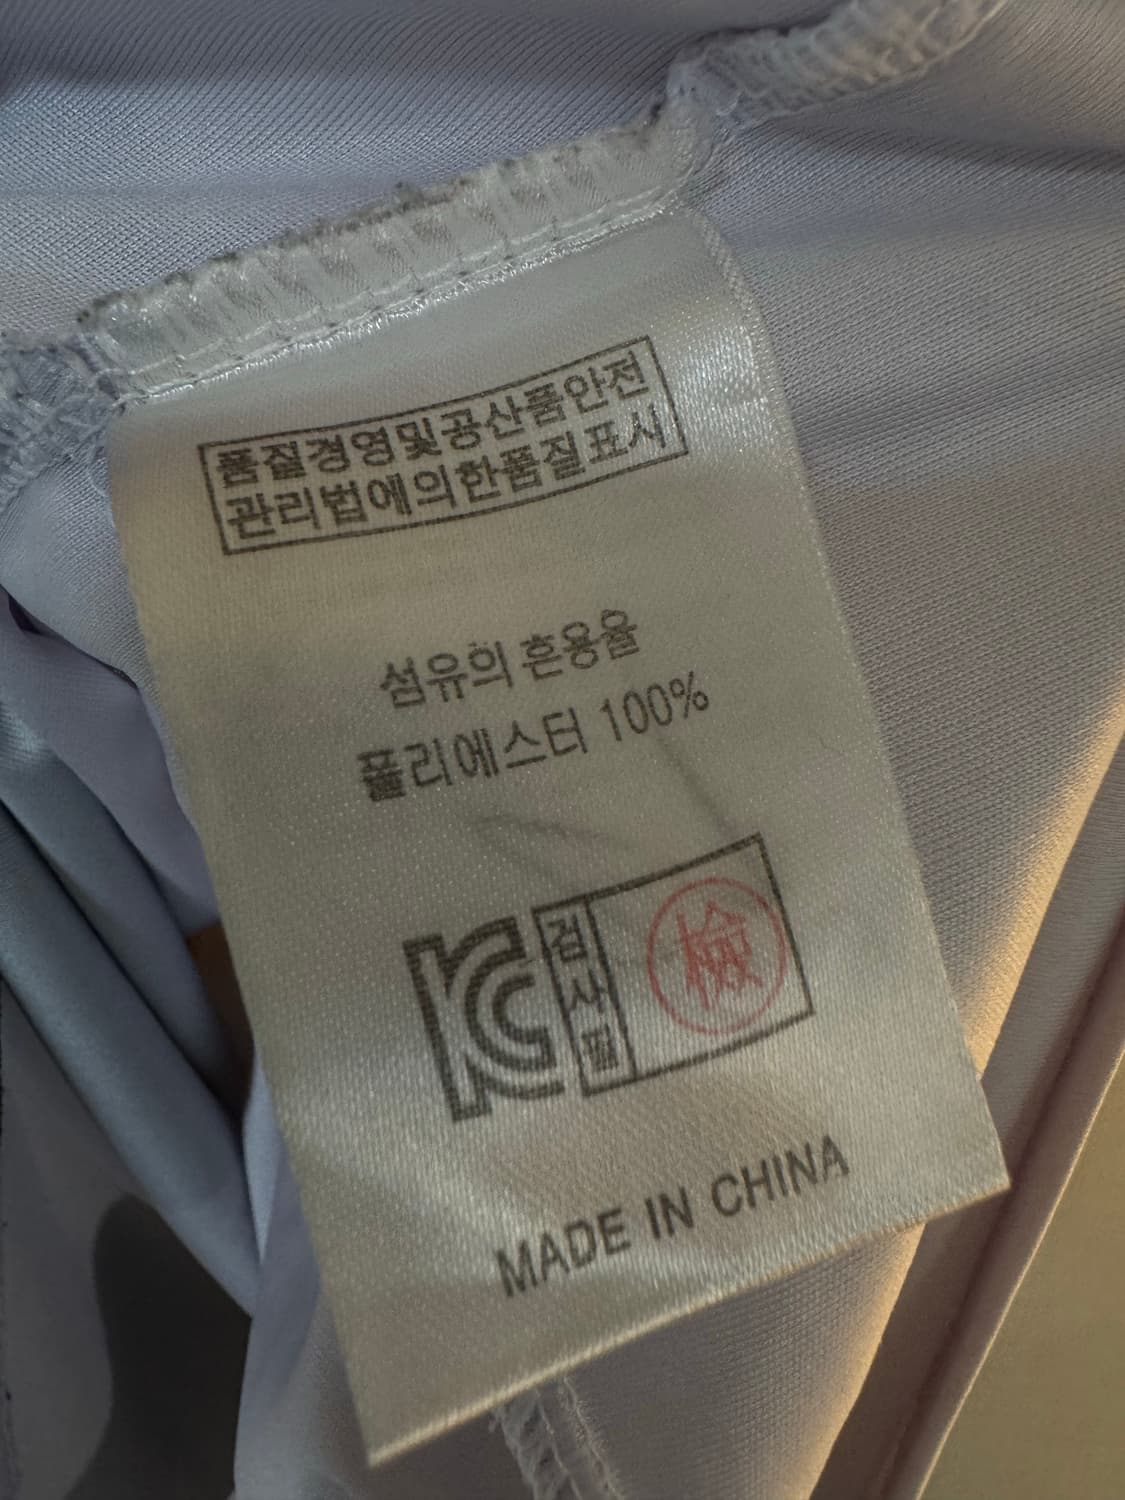 품질경영및공산품안전
관리법에의한품질표시
섬유의 흔용율
폴리에스터 100%
KC
검사필
檢
MADE IN CHINA